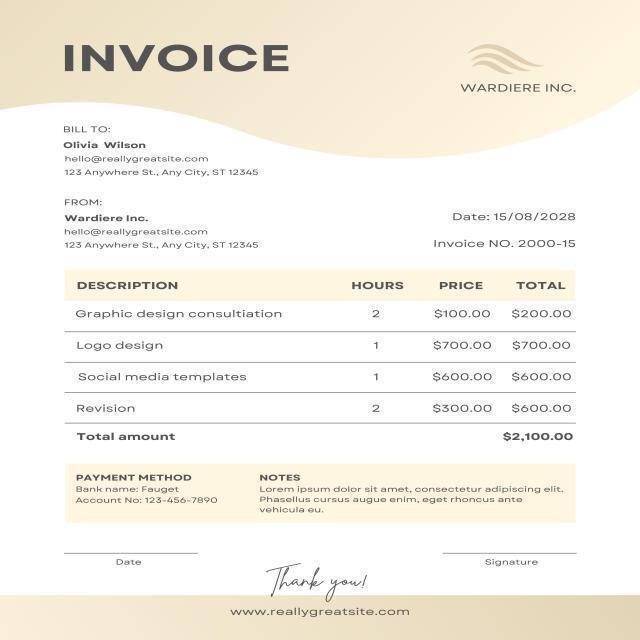 INVOICE
WARDIERE INC.
BILL TO:
Olivia Wilson
hello@reallygreatsite.com
123 Anywhere St., Any City, ST 12345
FROM:
Wardiere Inc.
hello@reallygreatsite.com
123 Anywhere St., Any City, ST 12345
Date: 15/08/2028
Invoice NO. 2000-15
DESCRIPTION HOURS PRICE TOTAL
Graphic design consultiation 2 $100.00 $200.00
Logo design 1 $700.00 $700.00
Social media templates 1 $600.00 $600.00
Revision 2 $300.00 $600.00
Total amount $2,100.00
PAYMENT METHOD
Bank name: Fauget
Account No: 123-456-7890
NOTES
Lorem ipsum dolor sit amet, consectetur adipiscing elit.
Phasellus cursus augue enim, eget rhoncus ante
vehicula eu.
Date
Signature
Thank you!
www.reallygreatsite.com